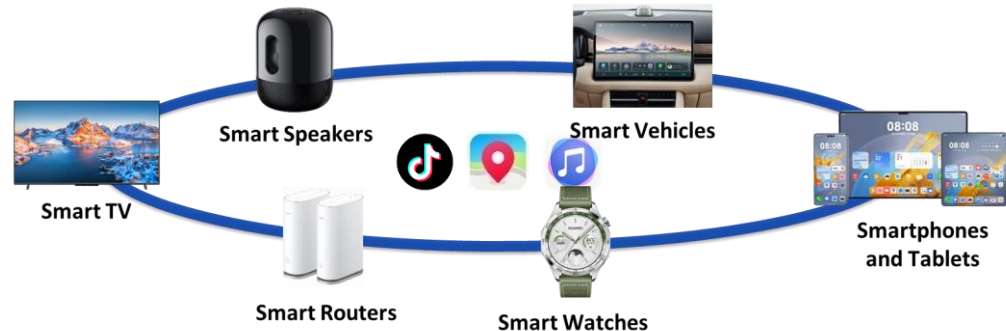 Smart Speakers
Smart Vehicles
08:08
08:08
08:08
Smart TV
Smartphones
and Tablets
Smart Routers
Smart Watches